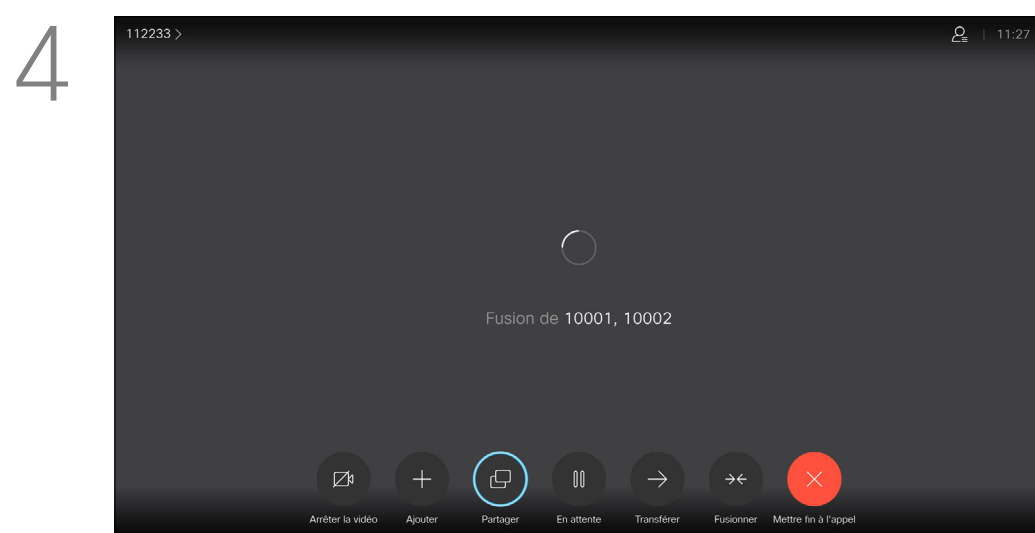 4
112233 >
11:27
Fusion de 10001, 10002
Arrêter la vidéo
Ajouter
Partager
En attente
Transférer
Fusionner
Mettre fin à l'appel